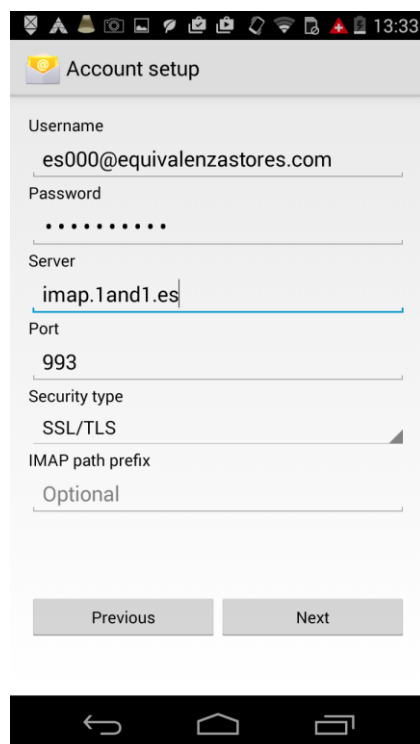 13:33
Account setup
Username
es000@equivalenzastores.com
Password
••••••••••
Server
imap.1and1.es
Port
993
Security type
SSL/TLS
IMAP path prefix
Optional
Previous Next